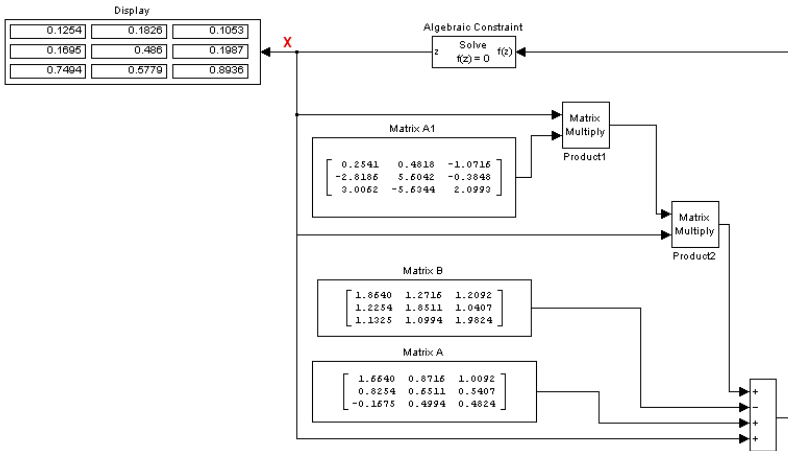 Display
0.1254 0.1826 0.1053
0.1695 0.486 0.1987
0.7494 0.5779 0.8936
X
Algebraic Constraint
z Solve f(z)
f(z) = 0
Matrix
Multiply
Product1
Matrix A1
0.2541 0.4818 -1.0716
-2.8186 5.6042 -0.3848
3.0062 -5.6344 2.0993
Matrix
Multiply
Product2
Matrix B
1.8640 1.2716 1.2092
1.2254 1.8511 1.0407
1.1325 1.0994 1.9824
Matrix A
1.6640 0.8716 1.0092
0.8254 0.6511 0.5407
-0.1675 0.4994 0.4824
+
−
+
+